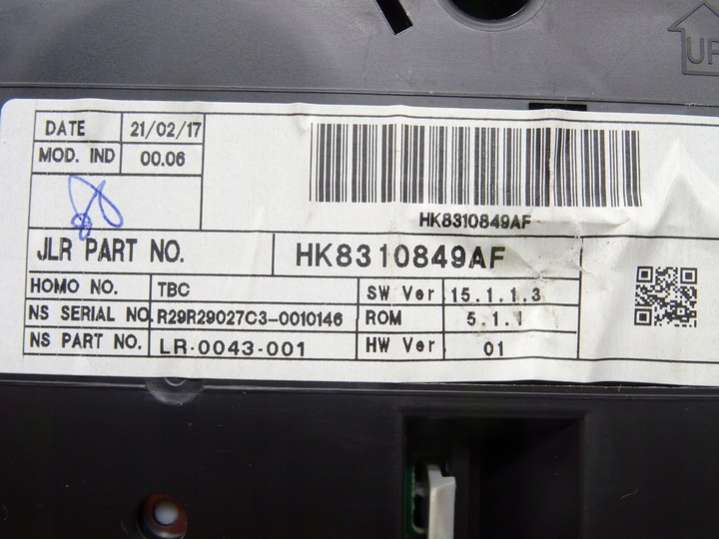 UP
DATE 21/02/17
MOD. IND 00.06
HK8310849AF
JLR PART NO. HK8310849AF
HOMO NO. TBC SW Ver 15.1.1.3
NS SERIAL NO. R29R29027C3-0010146 ROM 5.1.1
NS PART NO. LR-0043-001 HW Ver 01